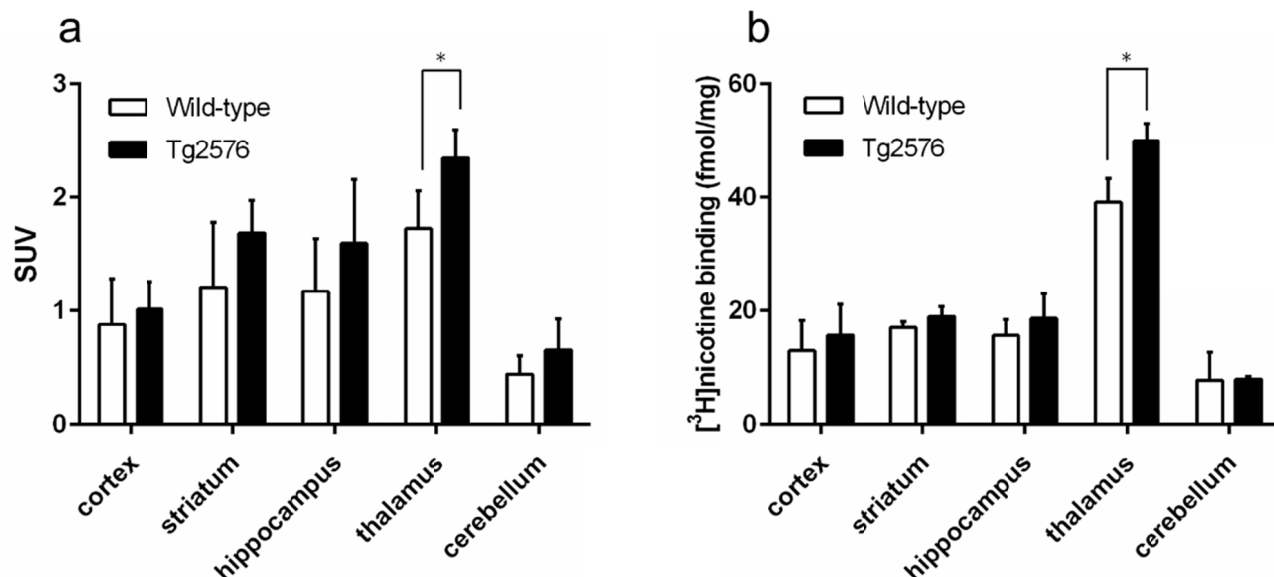 a
SUV
3
2
1
0
Wild-type
Tg2576
*
cortex
striatum
hippocampus
thalamus
cerebellum
b
[³H]nicotine binding (fmol/mg)
60
40
20
0
Wild-type
Tg2576
*
cortex
striatum
hippocampus
thalamus
cerebellum